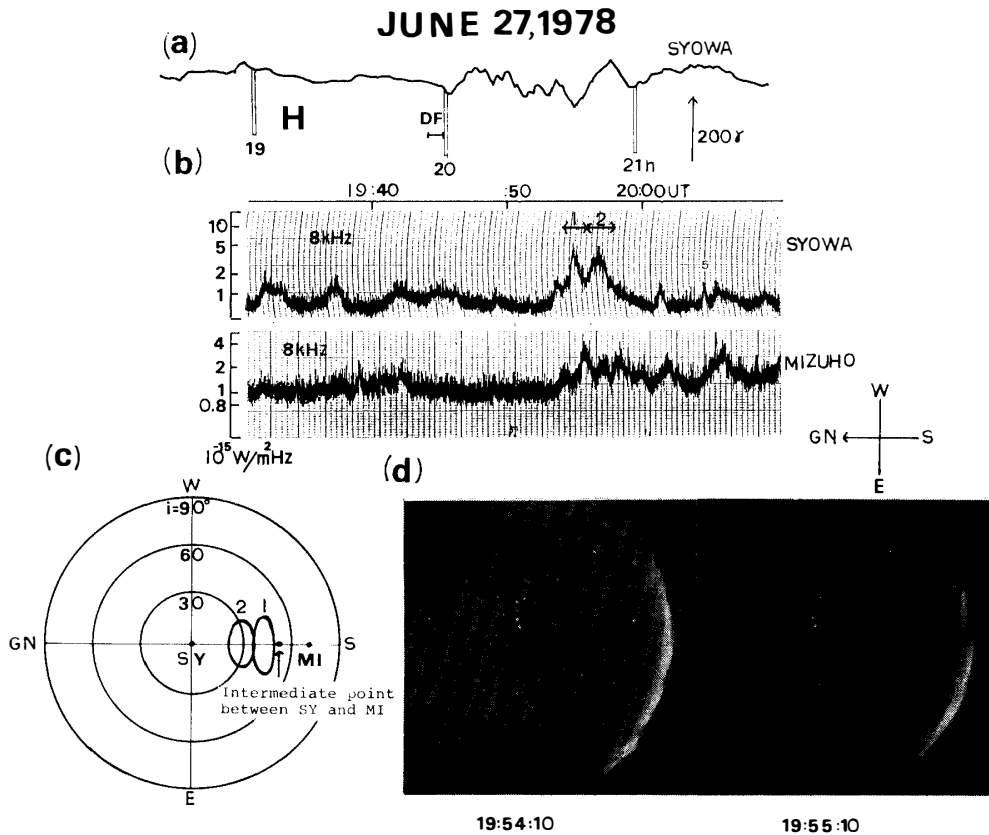 JUNE 27,1978
(a)
SYOWA
H
DF
19
20
21h
200γ
(b)
19:40
:50
20:00UT
1
2
10
5
2
1
8kHz
5
SYOWA
4
2
1
0.8
8kHz
MIZUHO
10⁻¹⁵W/m²Hz
W
GN
S
E
(c)
W
i=90°
60
30
2
1
GN
SY
MI
S
Intermediate point
between SY and MI
E
(d)
19:54:10
19:55:10